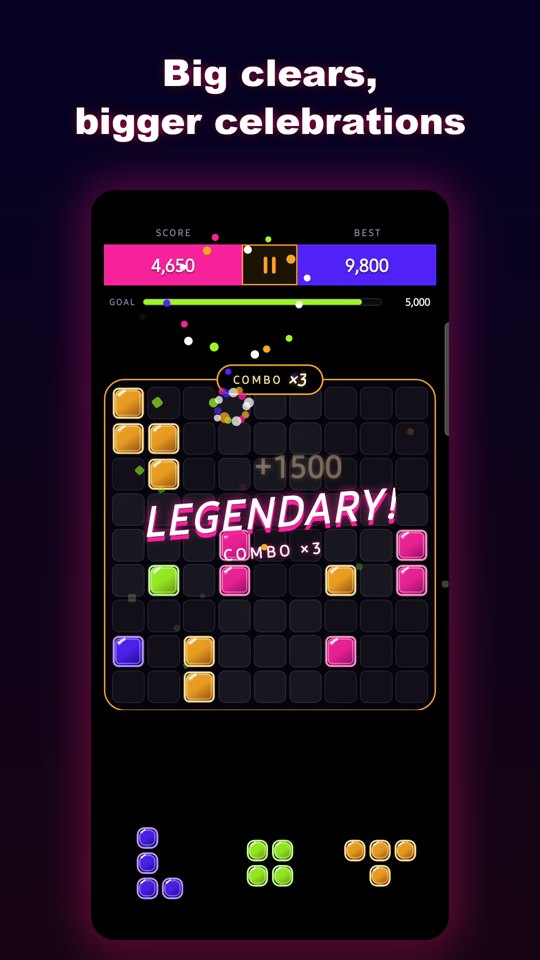 Big clears,
bigger celebrations
SCORE
BEST
4,650
9,800
GOAL
5,000
COMBO ×3
+1500
LEGENDARY!
COMBO ×3